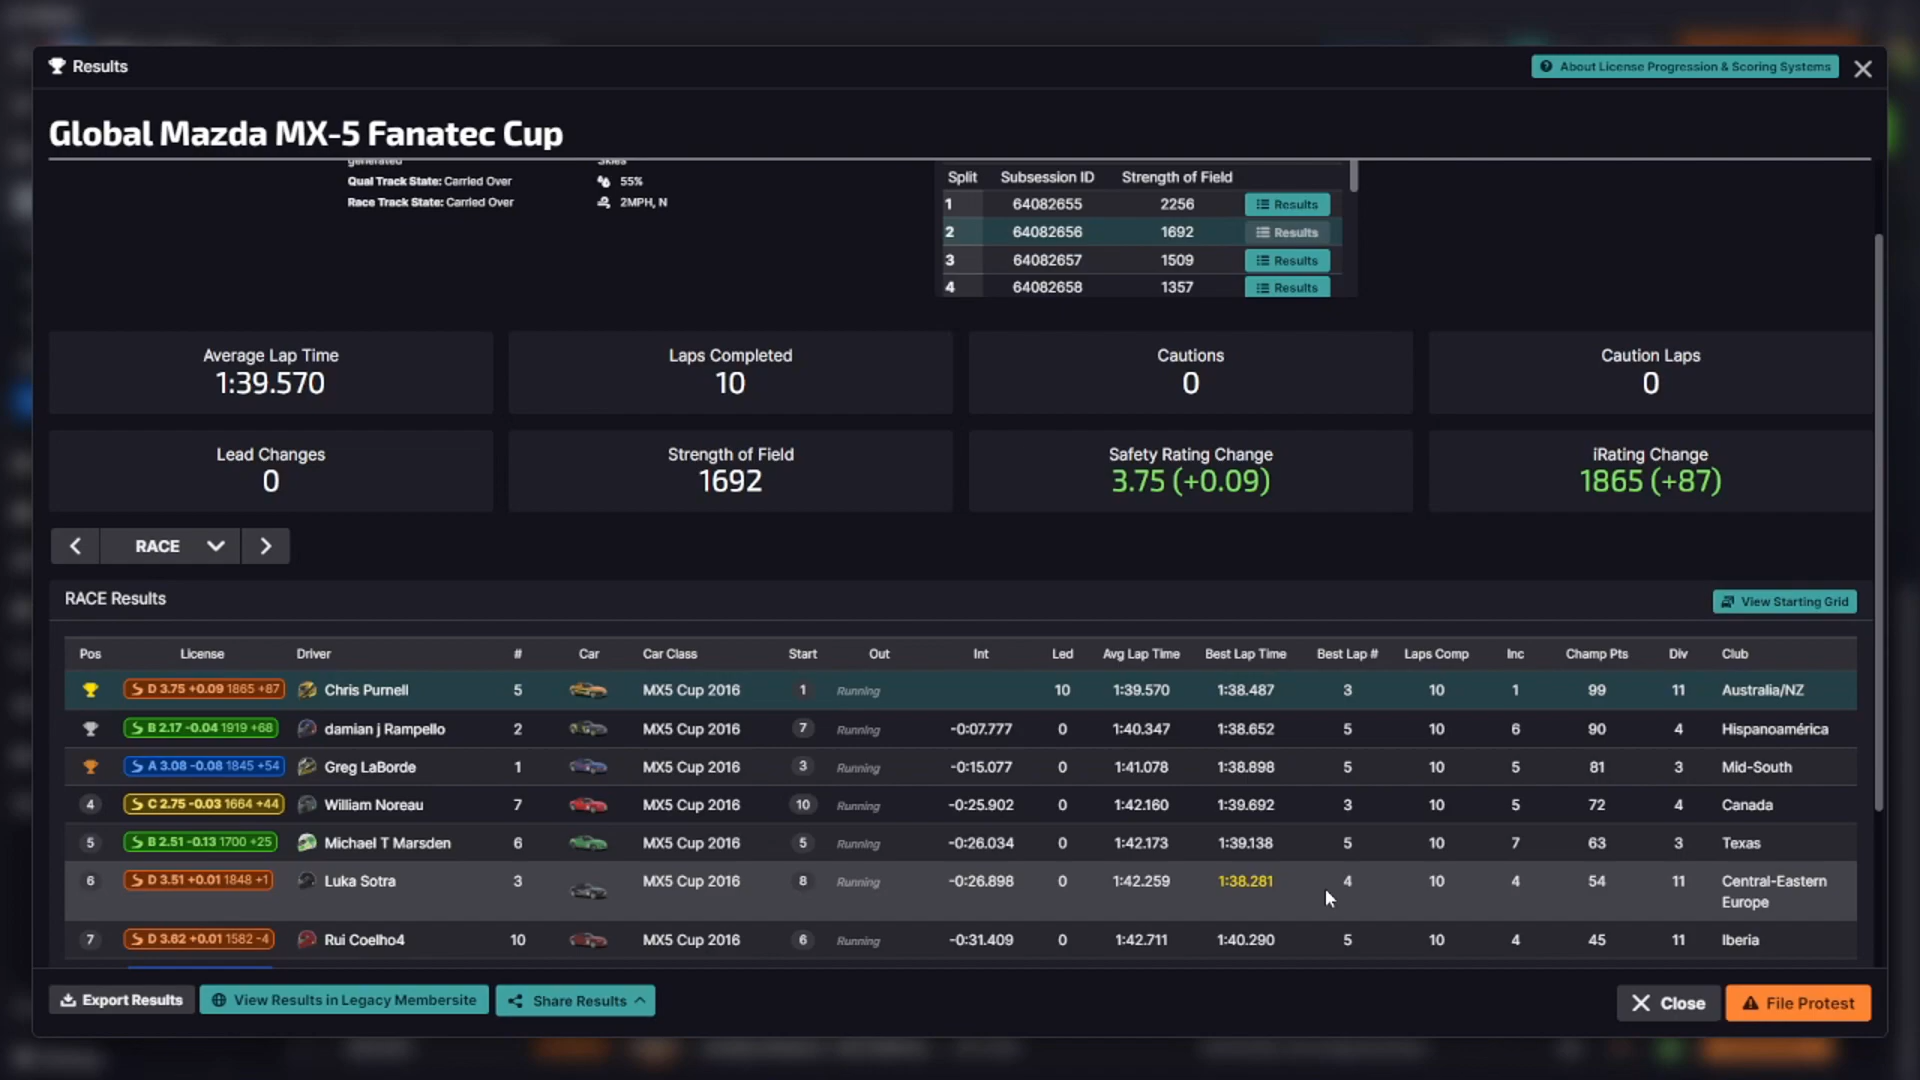 Results
About License Progression & Scoring Systems
Global Mazda MX-5 Fanatec Cup
generated
Skies
Qual Track State: Carried Over
55%
Race Track State: Carried Over
2MPH, N
Split Subsession ID Strength of Field
1 64082655 2256 Results
2 64082656 1692 Results
3 64082657 1509 Results
4 64082658 1357 Results
Average Lap Time
1:39.570
Laps Completed
10
Cautions
0
Caution Laps
0
Lead Changes
0
Strength of Field
1692
Safety Rating Change
3.75 (+0.09)
iRating Change
1865 (+87)
RACE
RACE Results
View Starting Grid
Pos License Driver # Car Car Class Start Out Int Led Avg Lap Time Best Lap Time Best Lap # Laps Comp Inc Champ Pts Div Club
D 3.75 +0.09 1865 +87 Chris Purnell 5 MX5 Cup 2016 1 Running 10 1:39.570 1:38.487 3 10 1 99 11 Australia/NZ
B 2.17 -0.04 1919 +68 damian j Rampello 2 MX5 Cup 2016 7 Running -0:07.777 0 1:40.347 1:38.652 5 10 6 90 4 Hispanoamérica
A 3.08 -0.08 1845 +54 Greg LaBorde 1 MX5 Cup 2016 3 Running -0:15.077 0 1:41.078 1:38.898 5 10 5 81 3 Mid-South
4 C 2.75 -0.03 1664 +44 William Noreau 7 MX5 Cup 2016 10 Running -0:25.902 0 1:42.160 1:39.692 3 10 5 72 4 Canada
5 B 2.51 -0.13 1700 +25 Michael T Marsden 6 MX5 Cup 2016 5 Running -0:26.034 0 1:42.173 1:39.138 5 10 7 63 3 Texas
6 D 3.51 +0.01 1848 +1 Luka Sotra 3 MX5 Cup 2016 8 Running -0:26.898 0 1:42.259 1:38.281 4 10 4 54 11 Central-Eastern
Europe
7 D 3.62 +0.01 1582 -4 Rui Coelho4 10 MX5 Cup 2016 6 Running -0:31.409 0 1:42.711 1:40.290 5 10 4 45 11 Iberia
Export Results
View Results in Legacy Membersite
Share Results
Close
File Protest